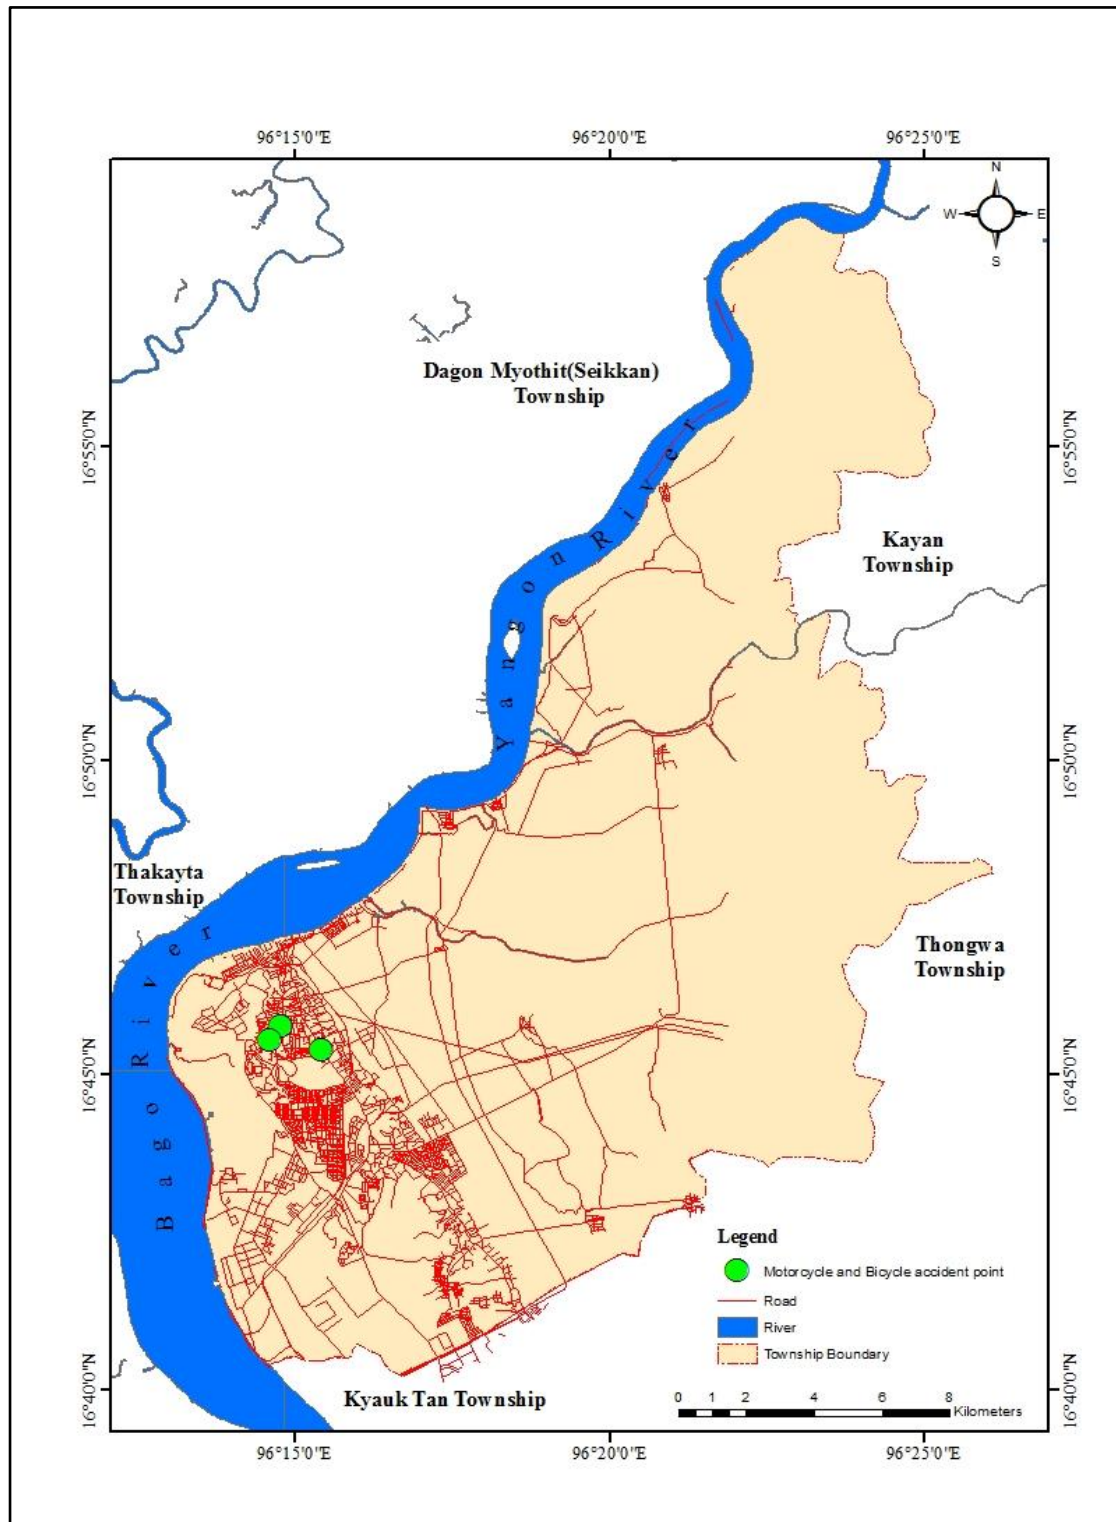 96°15'0"E 96°20'0"E 96°25'0"E
N
W E
S
Dagon Myothit(Seikkan)
Township
16°55'0"N 16°55'0"N
Yangon River
Kayan
Township
16°50'0"N 16°50'0"N
Thakayta
Township
Thongwa
Township
Bago River
16°45'0"N 16°45'0"N
Legend
Motorcycle and Bicycle accident point
Road
River
Township Boundary
Kyauk Tan Township
16°40'0"N 16°40'0"N
0 1 2 4 6 8
Kilometers
96°15'0"E 96°20'0"E 96°25'0"E